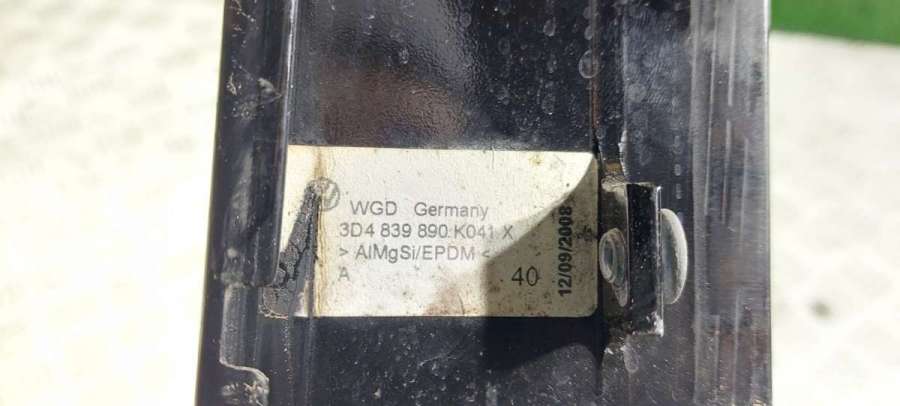 WGD Germany
3D4 839 890 K041 X
> AlMgSi/EPDM <
A 40
12/09/2008